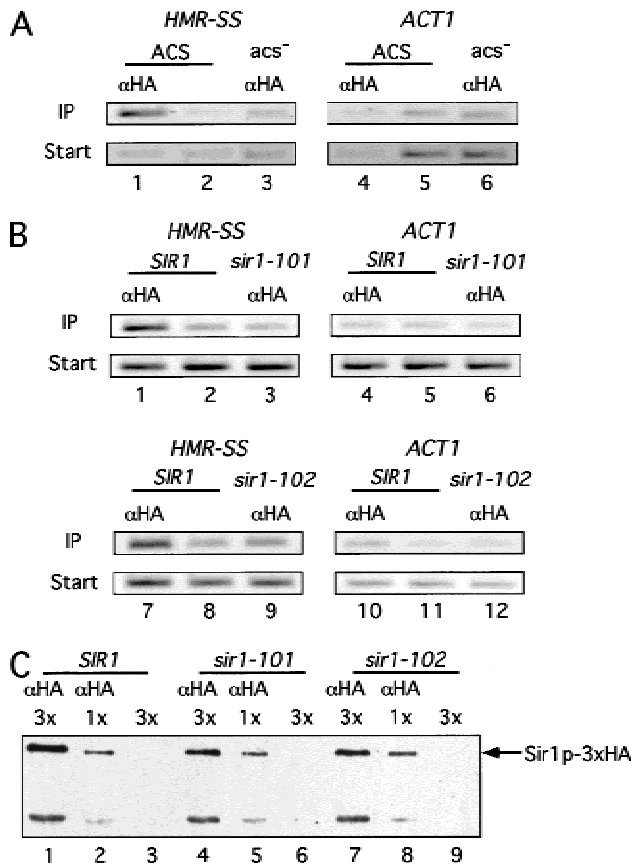 A
HMR-SS ACT1
ACS acs⁻ ACS acs⁻
αHA αHA αHA αHA
IP
Start
1 2 3 4 5 6
B
HMR-SS ACT1
SIR1 sir1-101 SIR1 sir1-101
αHA αHA αHA αHA
IP
Start
1 2 3 4 5 6
HMR-SS ACT1
SIR1 sir1-102 SIR1 sir1-102
αHA αHA αHA αHA
IP
Start
7 8 9 10 11 12
C
SIR1 sir1-101 sir1-102
αHA αHA αHA αHA αHA αHA
3x 1x 3x 3x 1x 3x 3x 1x 3x
Sir1p-3xHA
1 2 3 4 5 6 7 8 9